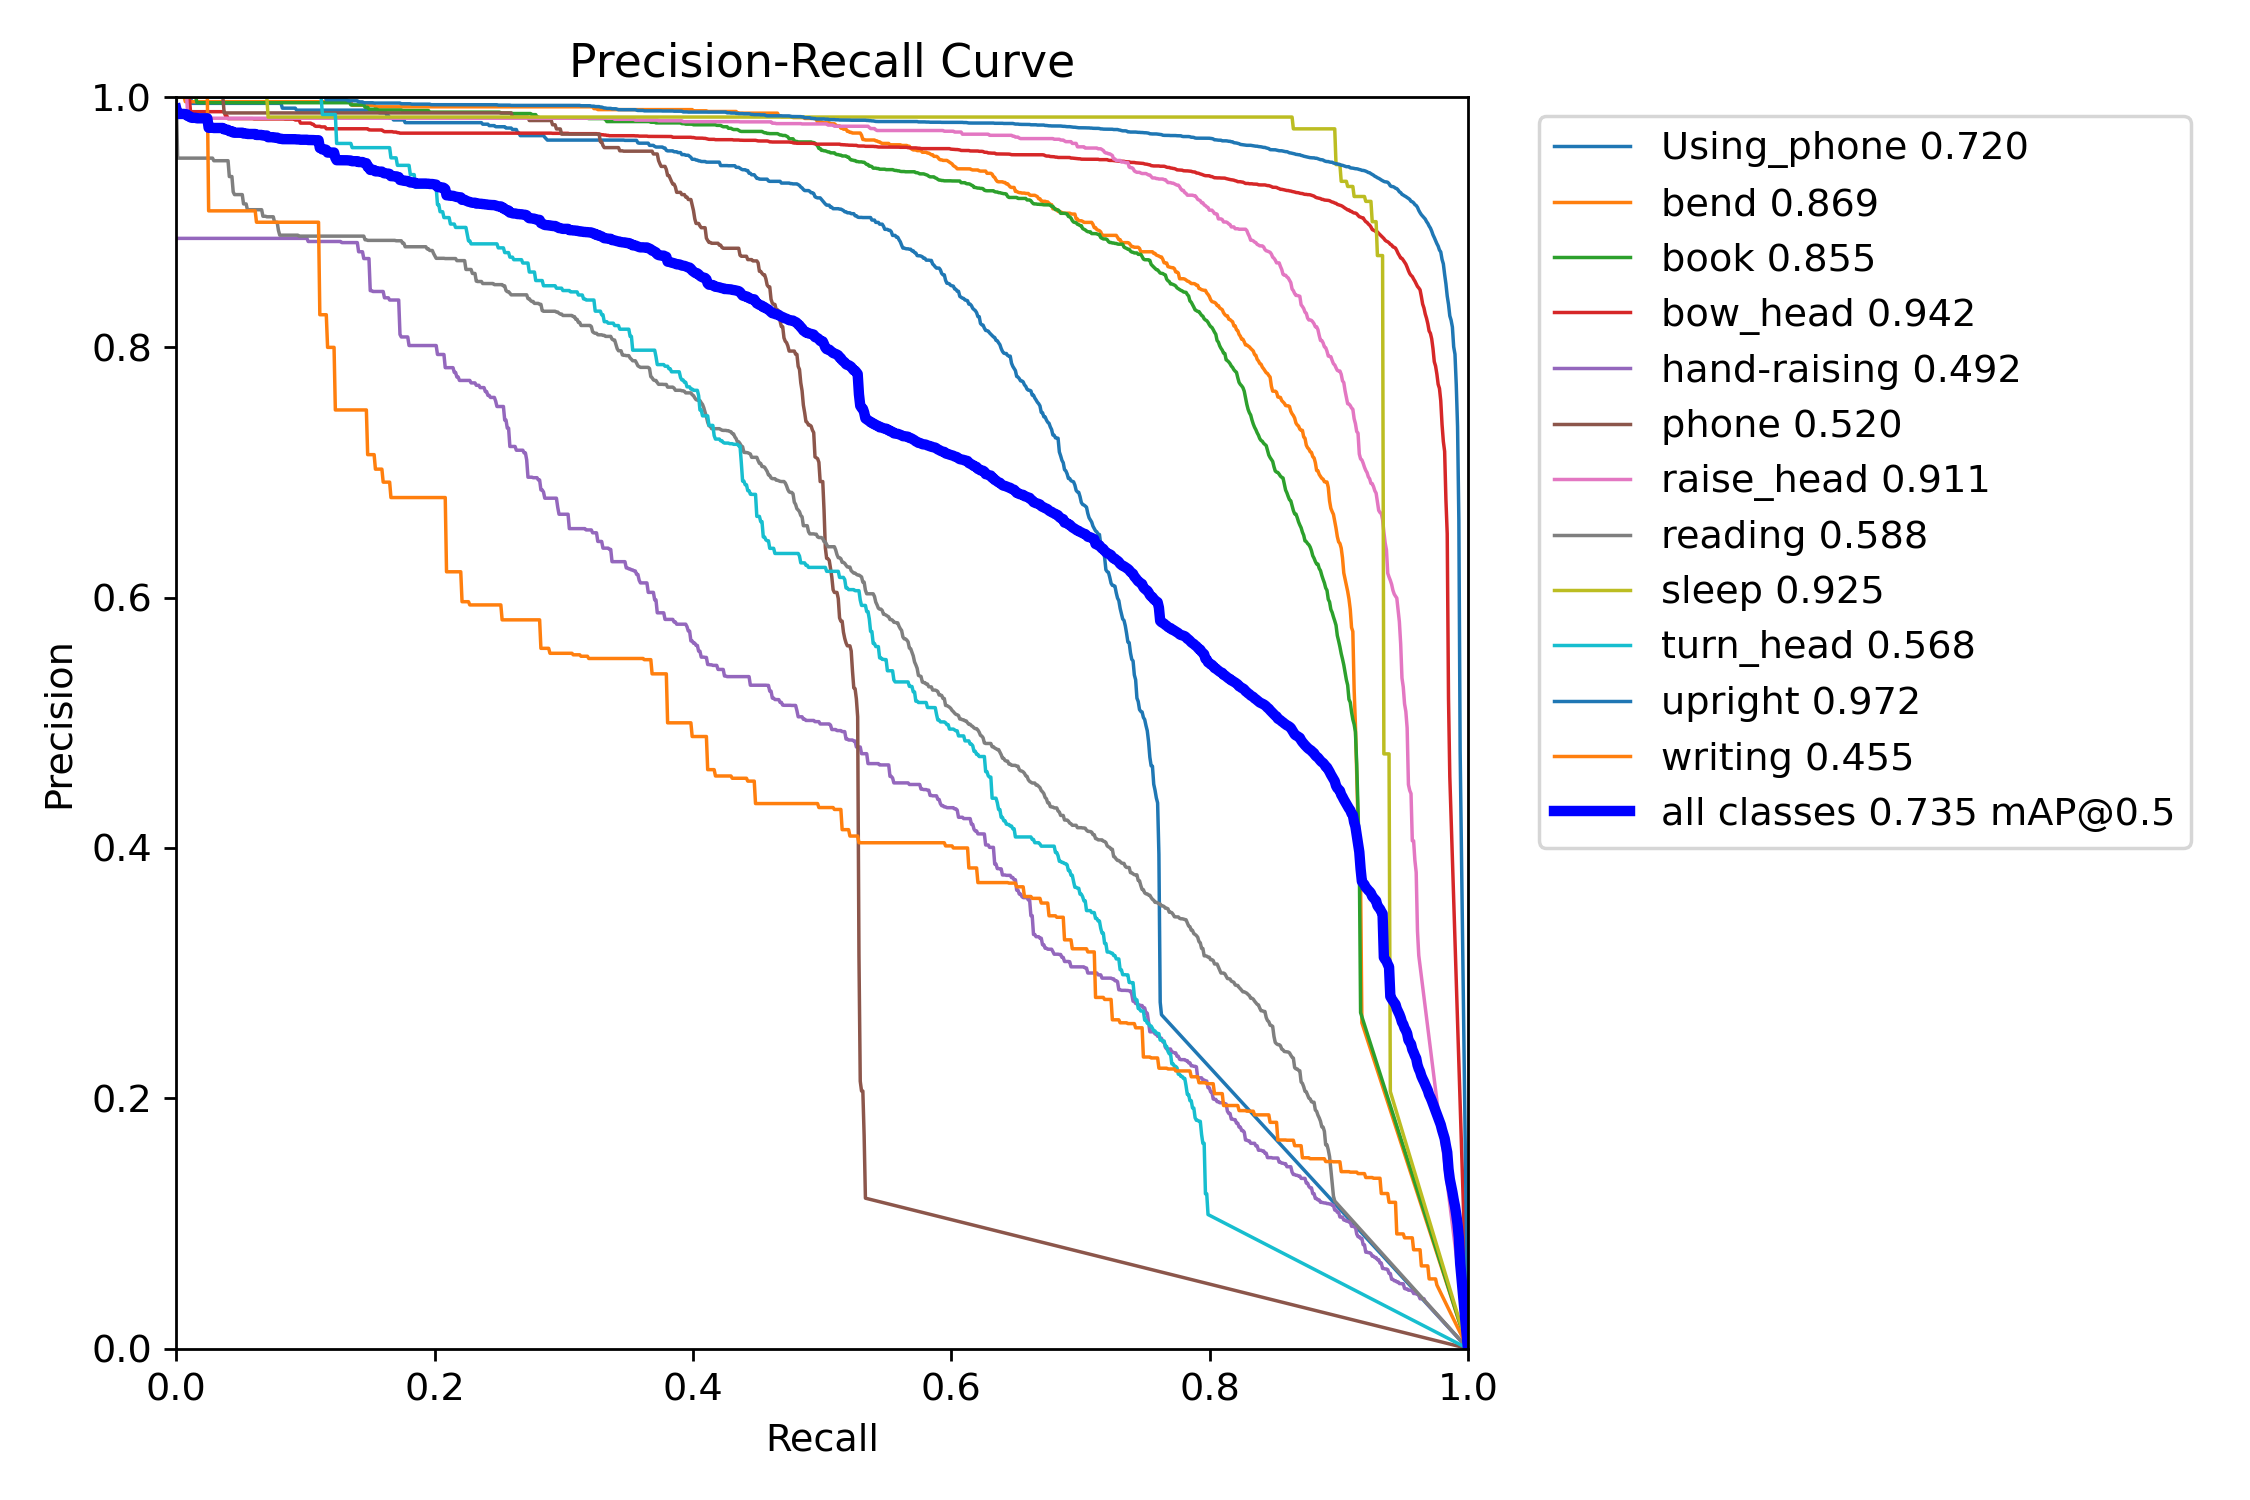 Precision-Recall Curve
1.0
0.8
0.6
0.4
0.2
0.0
Precision
0.0 0.2 0.4 0.6 0.8 1.0
Recall
Using_phone 0.720
bend 0.869
book 0.855
bow_head 0.942
hand-raising 0.492
phone 0.520
raise_head 0.911
reading 0.588
sleep 0.925
turn_head 0.568
upright 0.972
writing 0.455
all classes 0.735 mAP@0.5